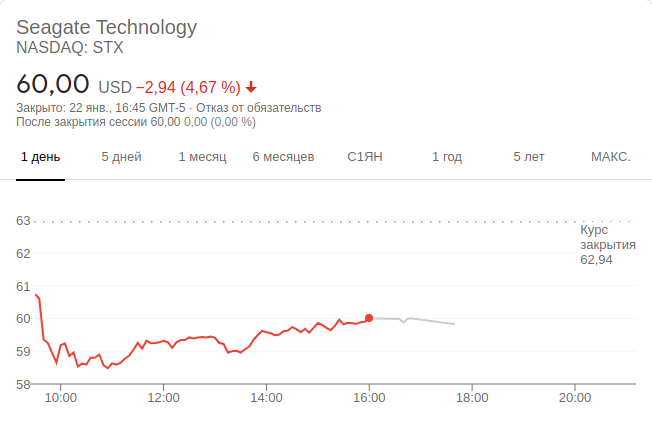 Seagate Technology
NASDAQ: STX
60,00 USD −2,94 (4,67 %)
Закрыто: 22 янв., 16:45 GMT-5 · Отказ от обязательств
После закрытия сессии 60,00 0,00 (0,00 %)
1 день 5 дней 1 месяц 6 месяцев С1ЯН 1 год 5 лет МАКС.
63
Курс
закрытия
62,94
62
61
60
59
58
10:00 12:00 14:00 16:00 18:00 20:00